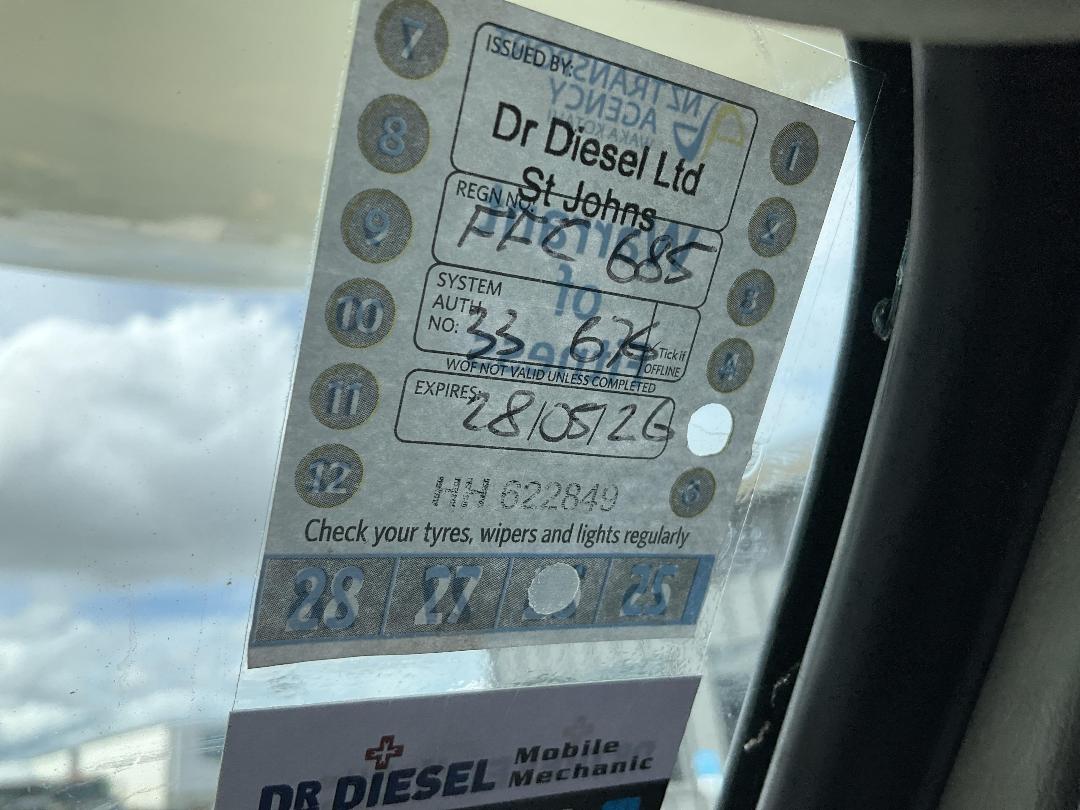 ISSUED BY:
Dr Diesel Ltd
St Johns
REGN NO:
FFC 685
SYSTEM
AUTH
NO: 33 676
Tick if
OFFLINE
WOF NOT VALID UNLESS COMPLETED
EXPIRES: 28/05/26
HH 622849
Check your tyres, wipers and lights regularly
7
8
9
10
11
12
1
2
3
4
6
28 27 25
NZ TRANSPORT
AGENCY
WAKA KOTAHI
Warrant
of
Fitness
DR DIESEL Mobile
Mechanic